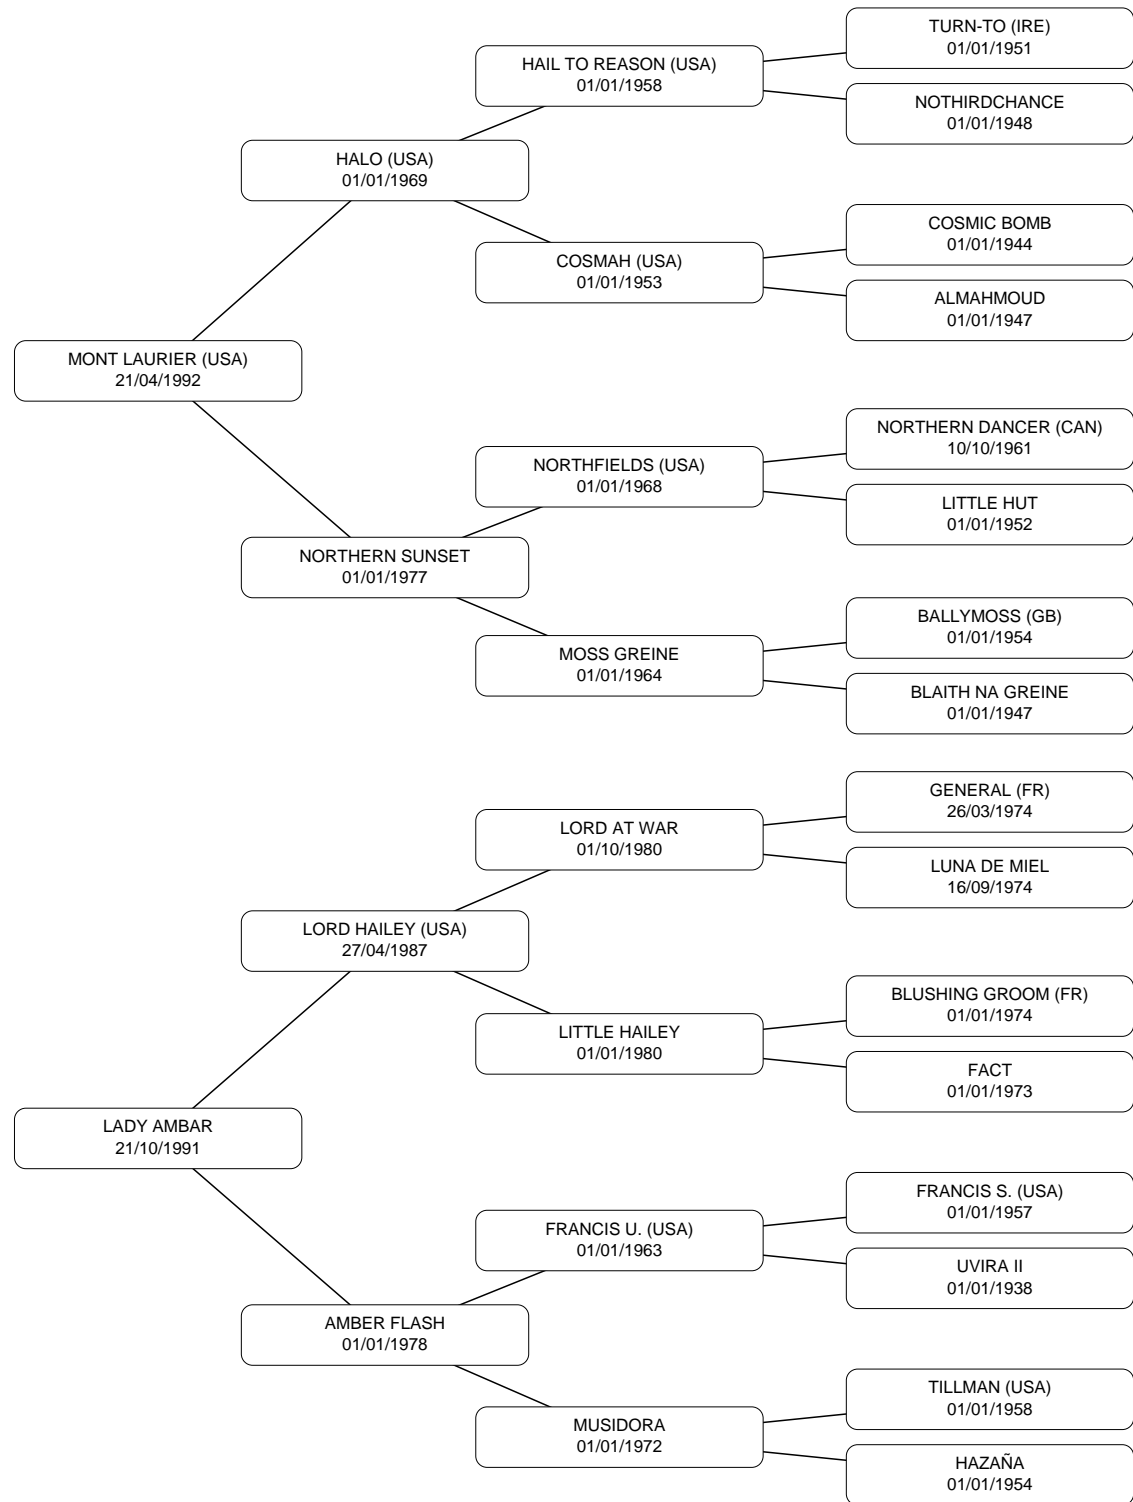 TURN-TO (IRE)
01/01/1951
HAIL TO REASON (USA)
01/01/1958
NOTHIRDCHANCE
01/01/1948
HALO (USA)
01/01/1969
COSMIC BOMB
01/01/1944
COSMAH (USA)
01/01/1953
ALMAHMOUD
01/01/1947
MONT LAURIER (USA)
21/04/1992
NORTHERN DANCER (CAN)
10/10/1961
NORTHFIELDS (USA)
01/01/1968
LITTLE HUT
01/01/1952
NORTHERN SUNSET
01/01/1977
BALLYMOSS (GB)
01/01/1954
MOSS GREINE
01/01/1964
BLAITH NA GREINE
01/01/1947
GENERAL (FR)
26/03/1974
LORD AT WAR
01/10/1980
LUNA DE MIEL
16/09/1974
LORD HAILEY (USA)
27/04/1987
BLUSHING GROOM (FR)
01/01/1974
LITTLE HAILEY
01/01/1980
FACT
01/01/1973
LADY AMBAR
21/10/1991
FRANCIS S. (USA)
01/01/1957
FRANCIS U. (USA)
01/01/1963
UVIRA II
01/01/1938
AMBER FLASH
01/01/1978
TILLMAN (USA)
01/01/1958
MUSIDORA
01/01/1972
HAZAÑA
01/01/1954